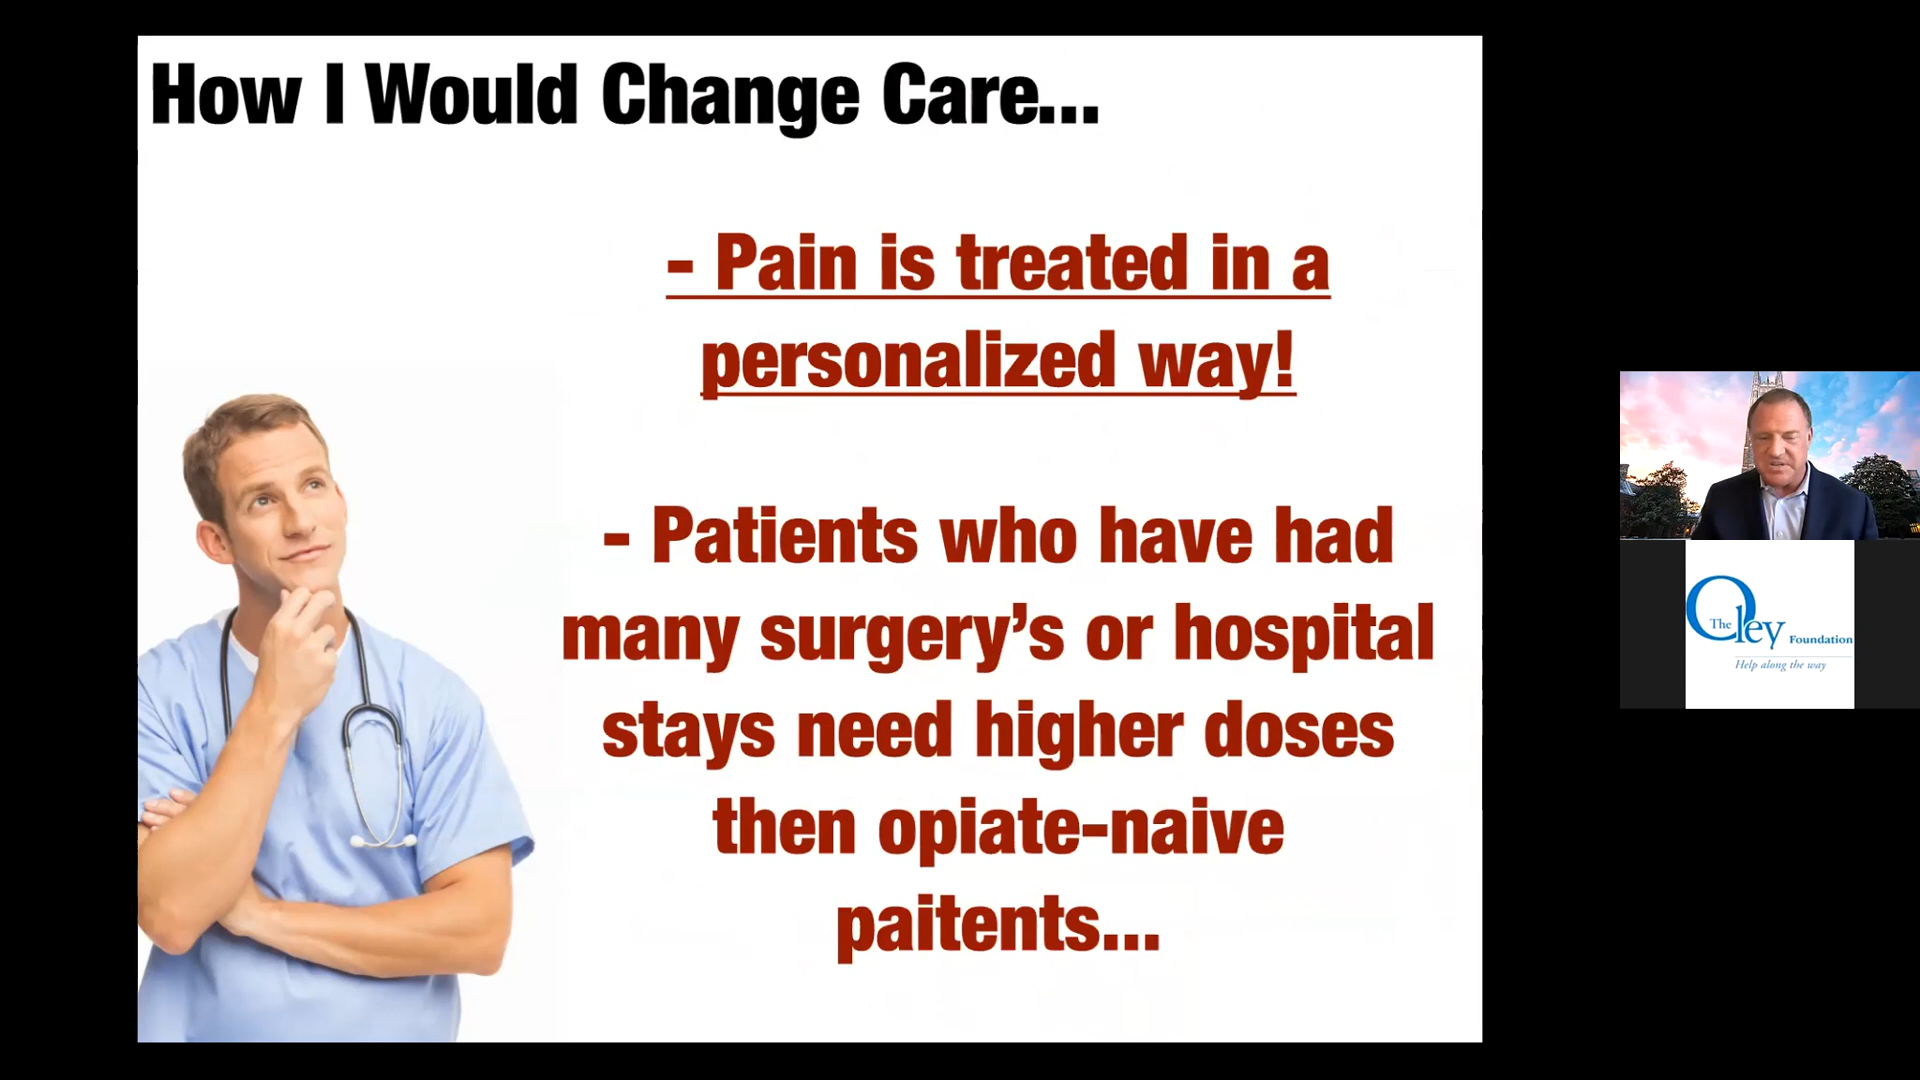 How I Would Change Care...
- Pain is treated in a
personalized way!
- Patients who have had
many surgery’s or hospital
stays need higher doses
then opiate-naive
paitents...
The Oley Foundation
Help along the way